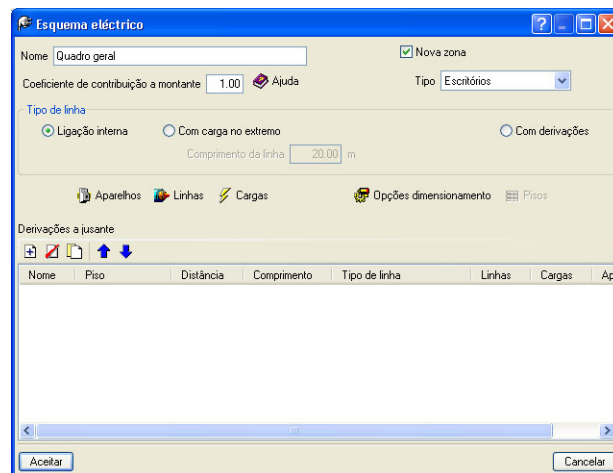 Esquema eléctrico
Nome Quadro geral
Nova zona
Coeficiente de contribuição a montante 1.00 Ajuda
Tipo Escritórios
Tipo de linha
Ligação interna Com carga no extremo Com derivações
Comprimento da linha 20.00 m
Aparelhos Linhas Cargas Opções dimensionamento Pisos
Derivações a jusante
Nome Piso Distância Comprimento Tipo de linha Linhas Cargas Ap
Aceitar Cancelar